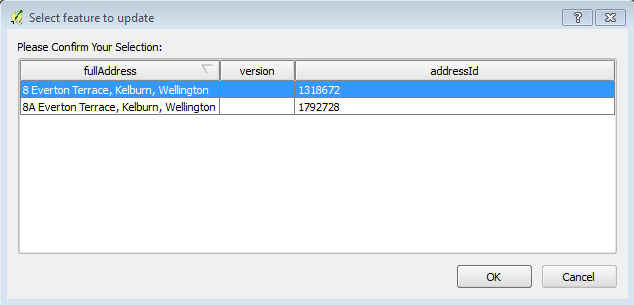 Select feature to update
Please Confirm Your Selection:
fullAddress version addressId
8 Everton Terrace, Kelburn, Wellington 1318672
8A Everton Terrace, Kelburn, Wellington 1792728
OK Cancel